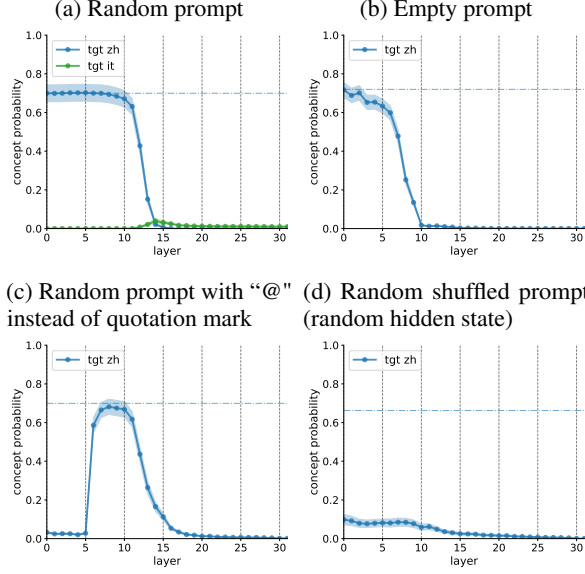 (a) Random prompt
(b) Empty prompt
1.0
0.8
0.6
0.4
0.2
0.0
concept probability
tgt zh
tgt it
0 5 10 15 20 25 30
layer
1.0
0.8
0.6
0.4
0.2
0.0
concept probability
tgt zh
0 5 10 15 20 25 30
layer
(c) Random prompt with “@"
instead of quotation mark
(d) Random shuffled prompt
(random hidden state)
1.0
0.8
0.6
0.4
0.2
0.0
concept probability
tgt zh
0 5 10 15 20 25 30
layer
1.0
0.8
0.6
0.4
0.2
0.0
concept probability
tgt zh
0 5 10 15 20 25 30
layer